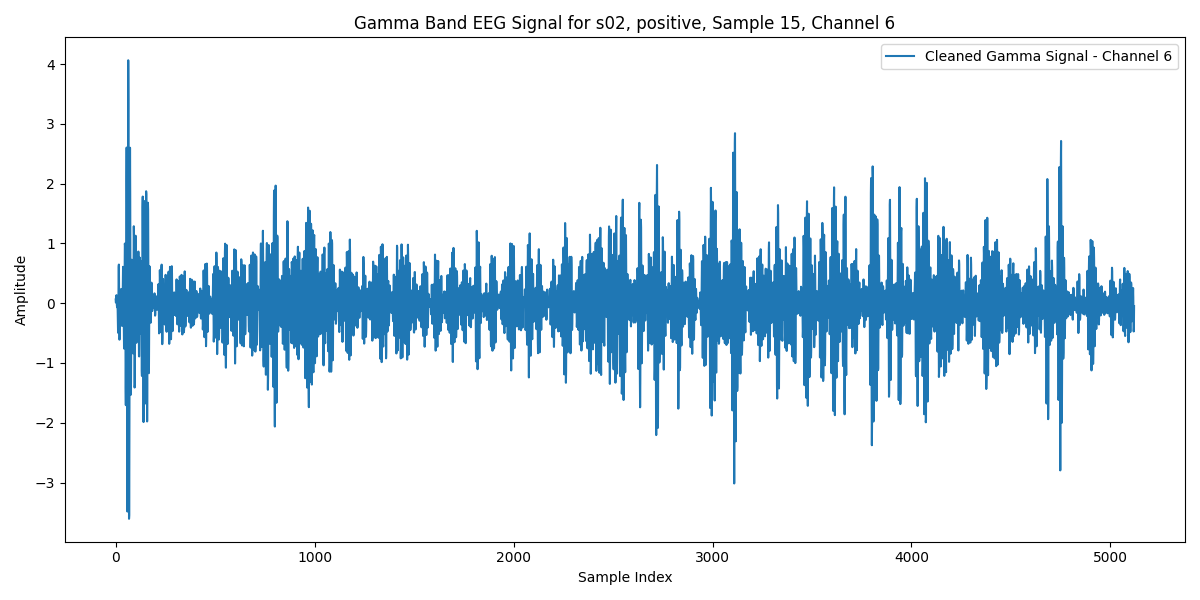 Gamma Band EEG Signal for s02, positive, Sample 15, Channel 6
Cleaned Gamma Signal - Channel 6
Amplitude
4
3
2
1
0
−1
−2
−3
0 1000 2000 3000 4000 5000
Sample Index